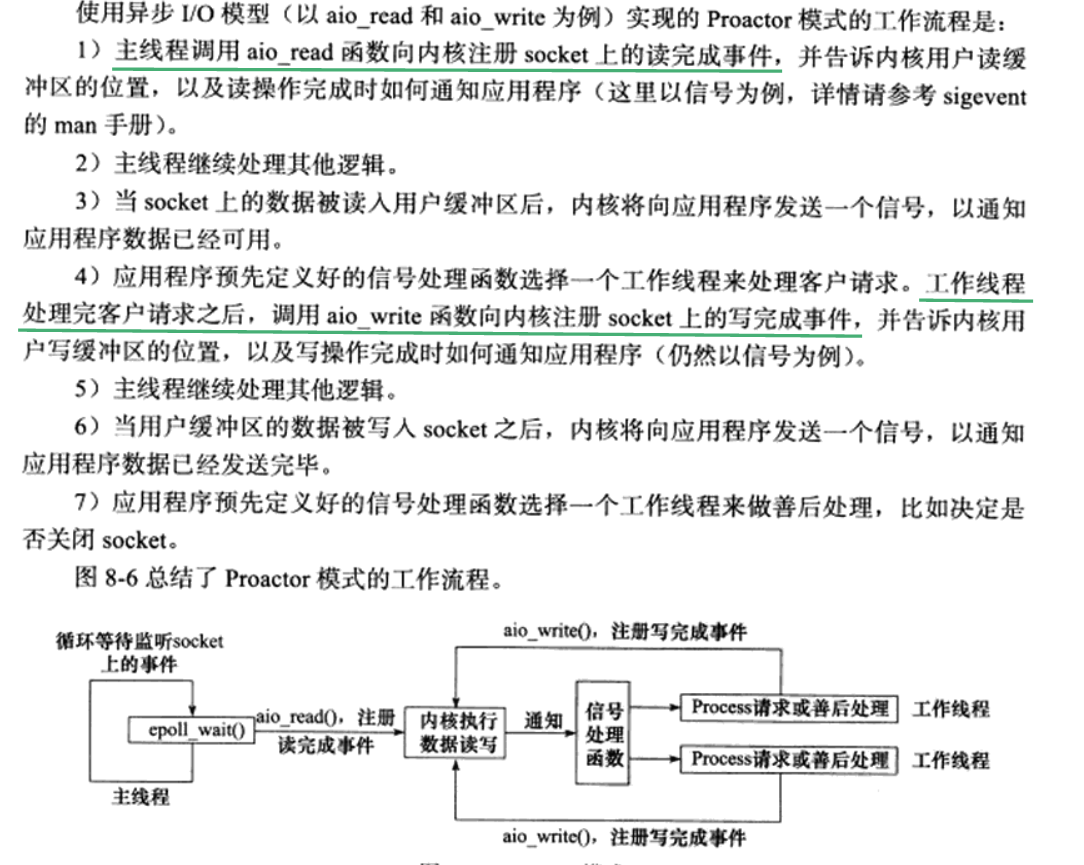 使用异步 I/O 模型（以 aio_read 和 aio_write 为例）实现的 Proactor 模式的工作流程是：
1）主线程调用 aio_read 函数向内核注册 socket 上的读完成事件，并告诉内核用户读缓
冲区的位置，以及读操作完成时如何通知应用程序（这里以信号为例，详情请参考 sigevent
的 man 手册）。
2）主线程继续处理其他逻辑。
3）当 socket 上的数据被读入用户缓冲区后，内核将向应用程序发送一个信号，以通知
应用程序数据已经可用。
4）应用程序预先定义好的信号处理函数选择一个工作线程来处理客户请求。工作线程
处理完客户请求之后，调用 aio_write 函数向内核注册 socket 上的写完成事件，并告诉内核用
户写缓冲区的位置，以及写操作完成时如何通知应用程序（仍然以信号为例）。
5）主线程继续处理其他逻辑。
6）当用户缓冲区的数据被写入 socket 之后，内核将向应用程序发送一个信号，以通知
应用程序数据已经发送完毕。
7）应用程序预先定义好的信号处理函数选择一个工作线程来做善后处理，比如决定是
否关闭 socket。
图 8-6 总结了 Proactor 模式的工作流程。
循环等待监听socket
上的事件
epoll_wait()
主线程
aio_read()，注册
读完成事件
aio_write()，注册写完成事件
内核执行
数据读写
通知
信号
处理
函数
Process请求或善后处理
工作线程
Process请求或善后处理
工作线程
aio_write()，注册写完成事件